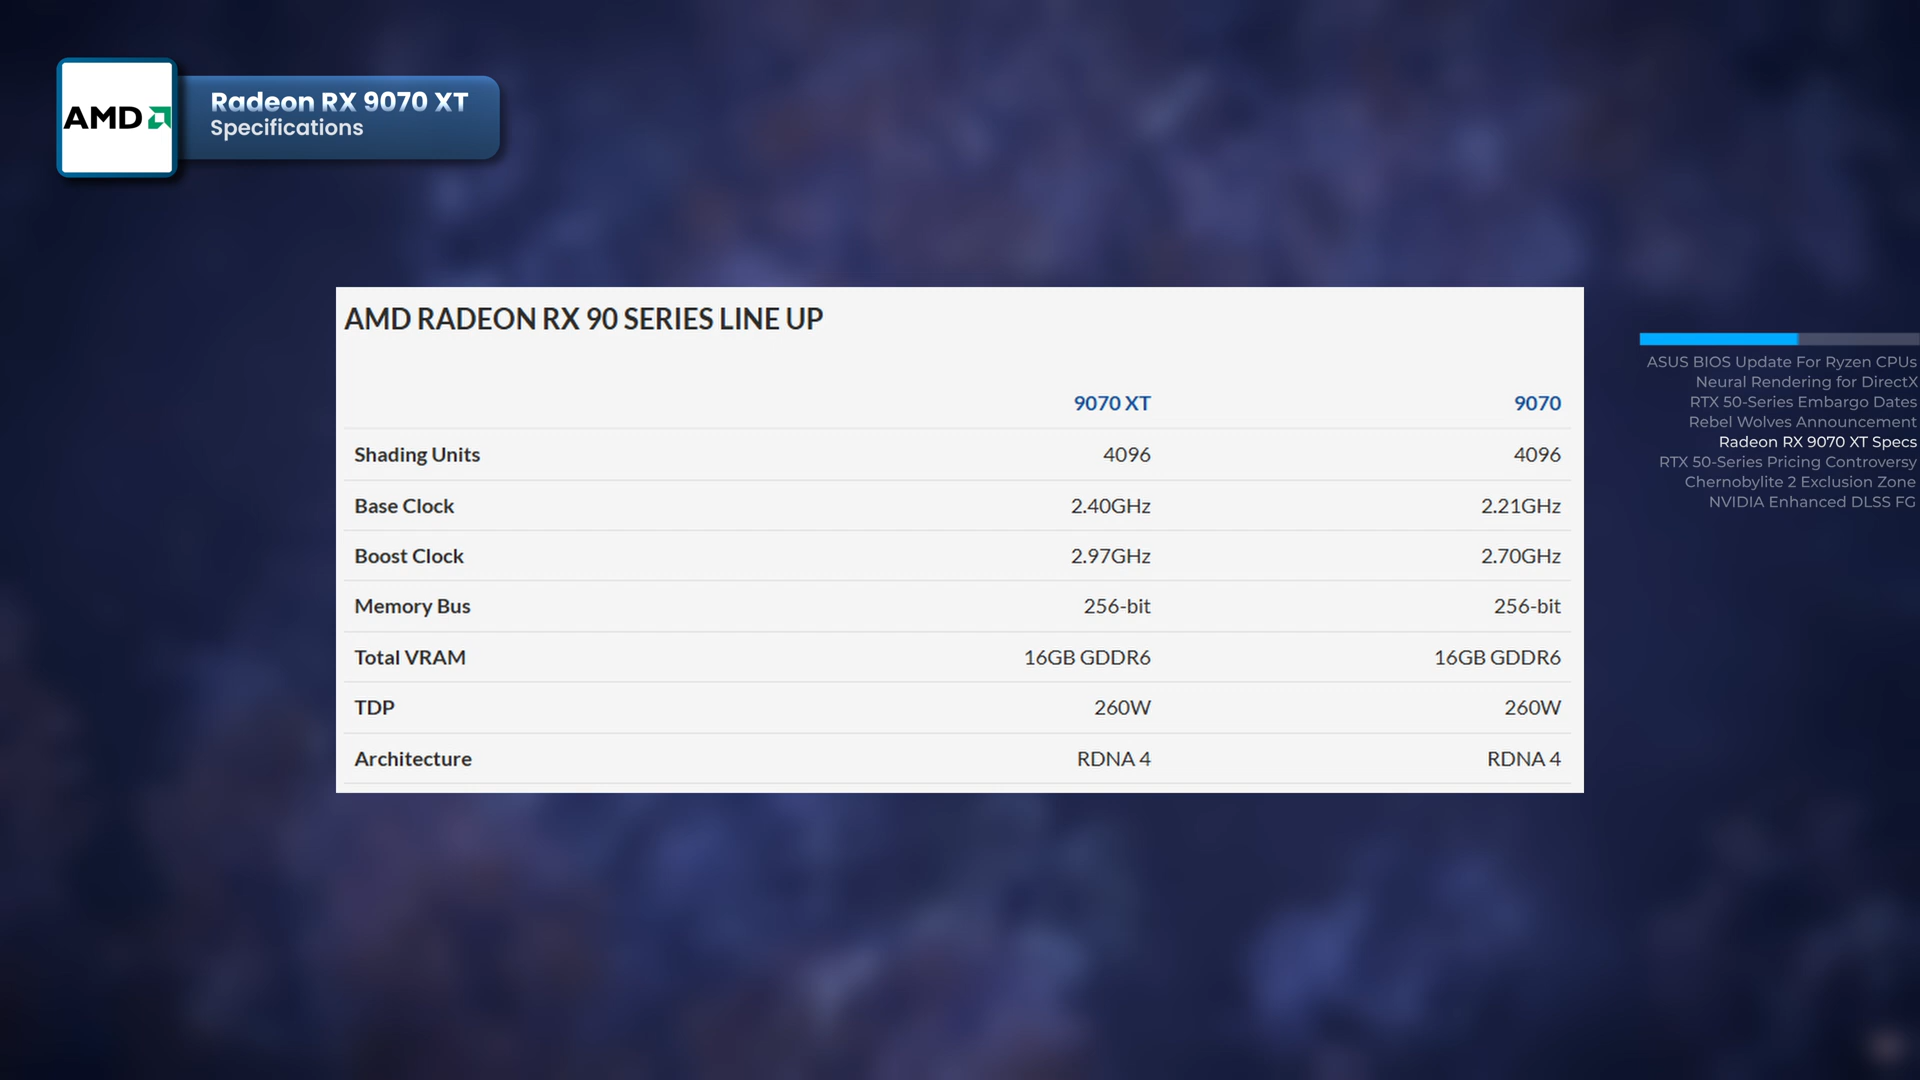 AMD
Radeon RX 9070 XT
Specifications
AMD RADEON RX 90 SERIES LINE UP
9070 XT 9070
Shading Units 4096 4096
Base Clock 2.40GHz 2.21GHz
Boost Clock 2.97GHz 2.70GHz
Memory Bus 256-bit 256-bit
Total VRAM 16GB GDDR6 16GB GDDR6
TDP 260W 260W
Architecture RDNA 4 RDNA 4
ASUS BIOS Update For Ryzen CPUs
Neural Rendering for DirectX
RTX 50-Series Embargo Dates
Rebel Wolves Announcement
Radeon RX 9070 XT Specs
RTX 50-Series Pricing Controversy
Chernobylite 2 Exclusion Zone
NVIDIA Enhanced DLSS FG